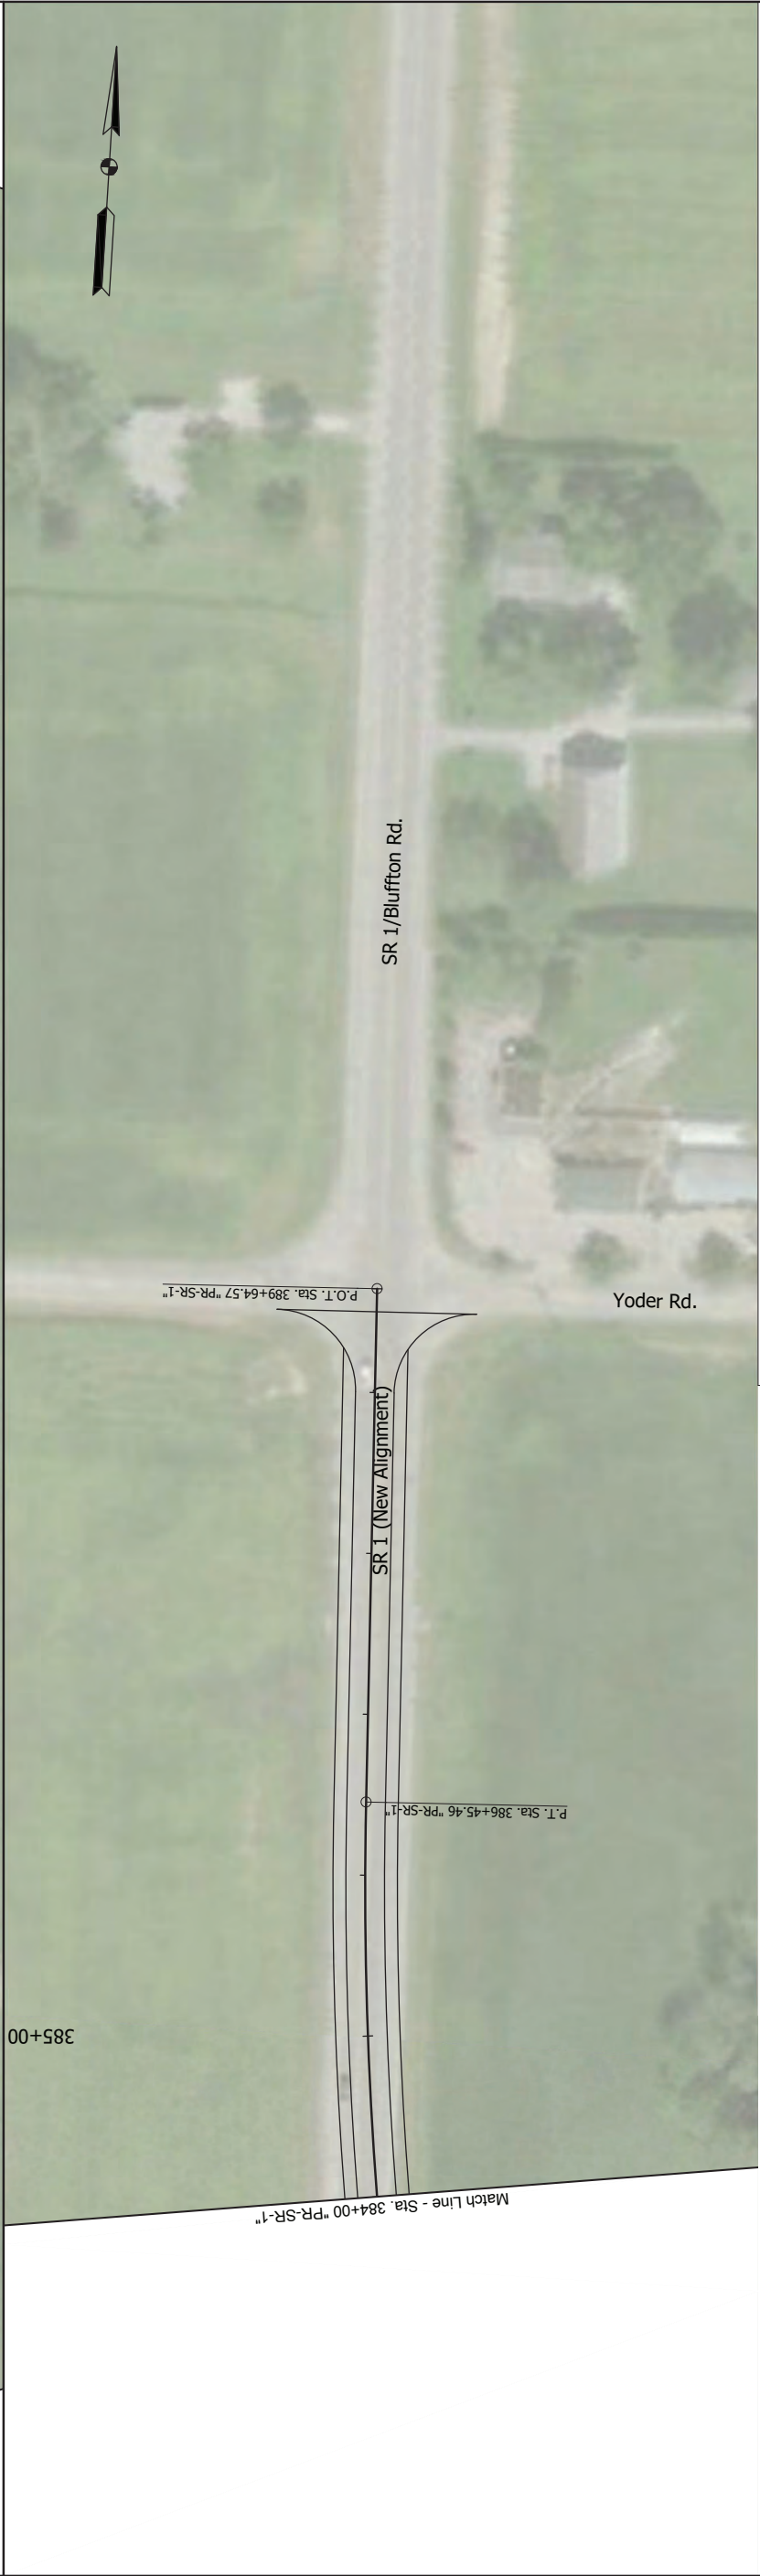 SR 1/Bluffton Rd.
P.O.T. Sta. 389+64.57 "PR-SR-1"
Yoder Rd.
SR 1 (New Alignment)
P.T. Sta. 386+45.46 "PR-SR-1"
385+00
Match Line - Sta. 384+00 "PR-SR-1"